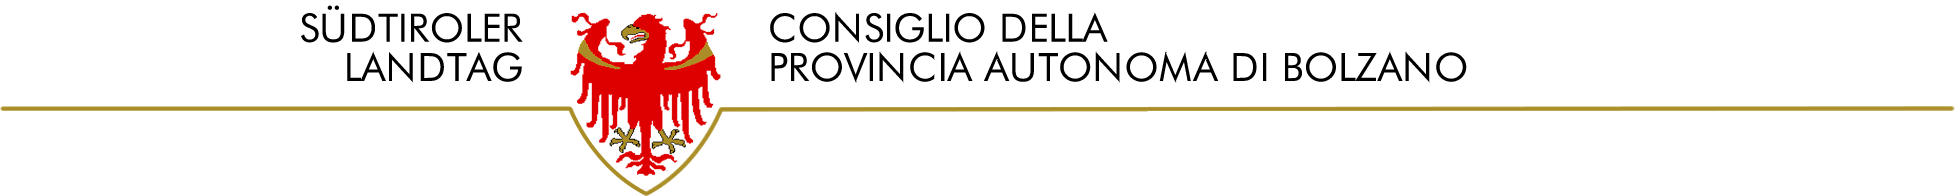 SÜDTIROLER
LANDTAG
CONSIGLIO DELLA
PROVINCIA AUTONOMA DI BOLZANO